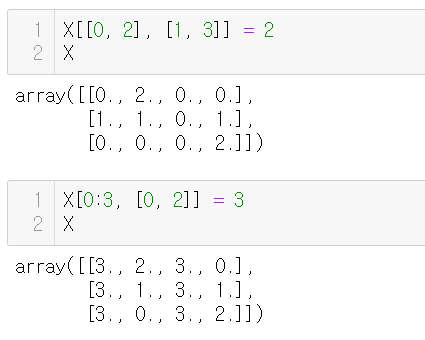 1 X[[0, 2], [1, 3]] = 2
2 X
array([[0., 2., 0., 0.],
       [1., 1., 0., 1.],
       [0., 0., 0., 2.]])
1 X[0:3, [0, 2]] = 3
2 X
array([[3., 2., 3., 0.],
       [3., 1., 3., 1.],
       [3., 0., 3., 2.]])